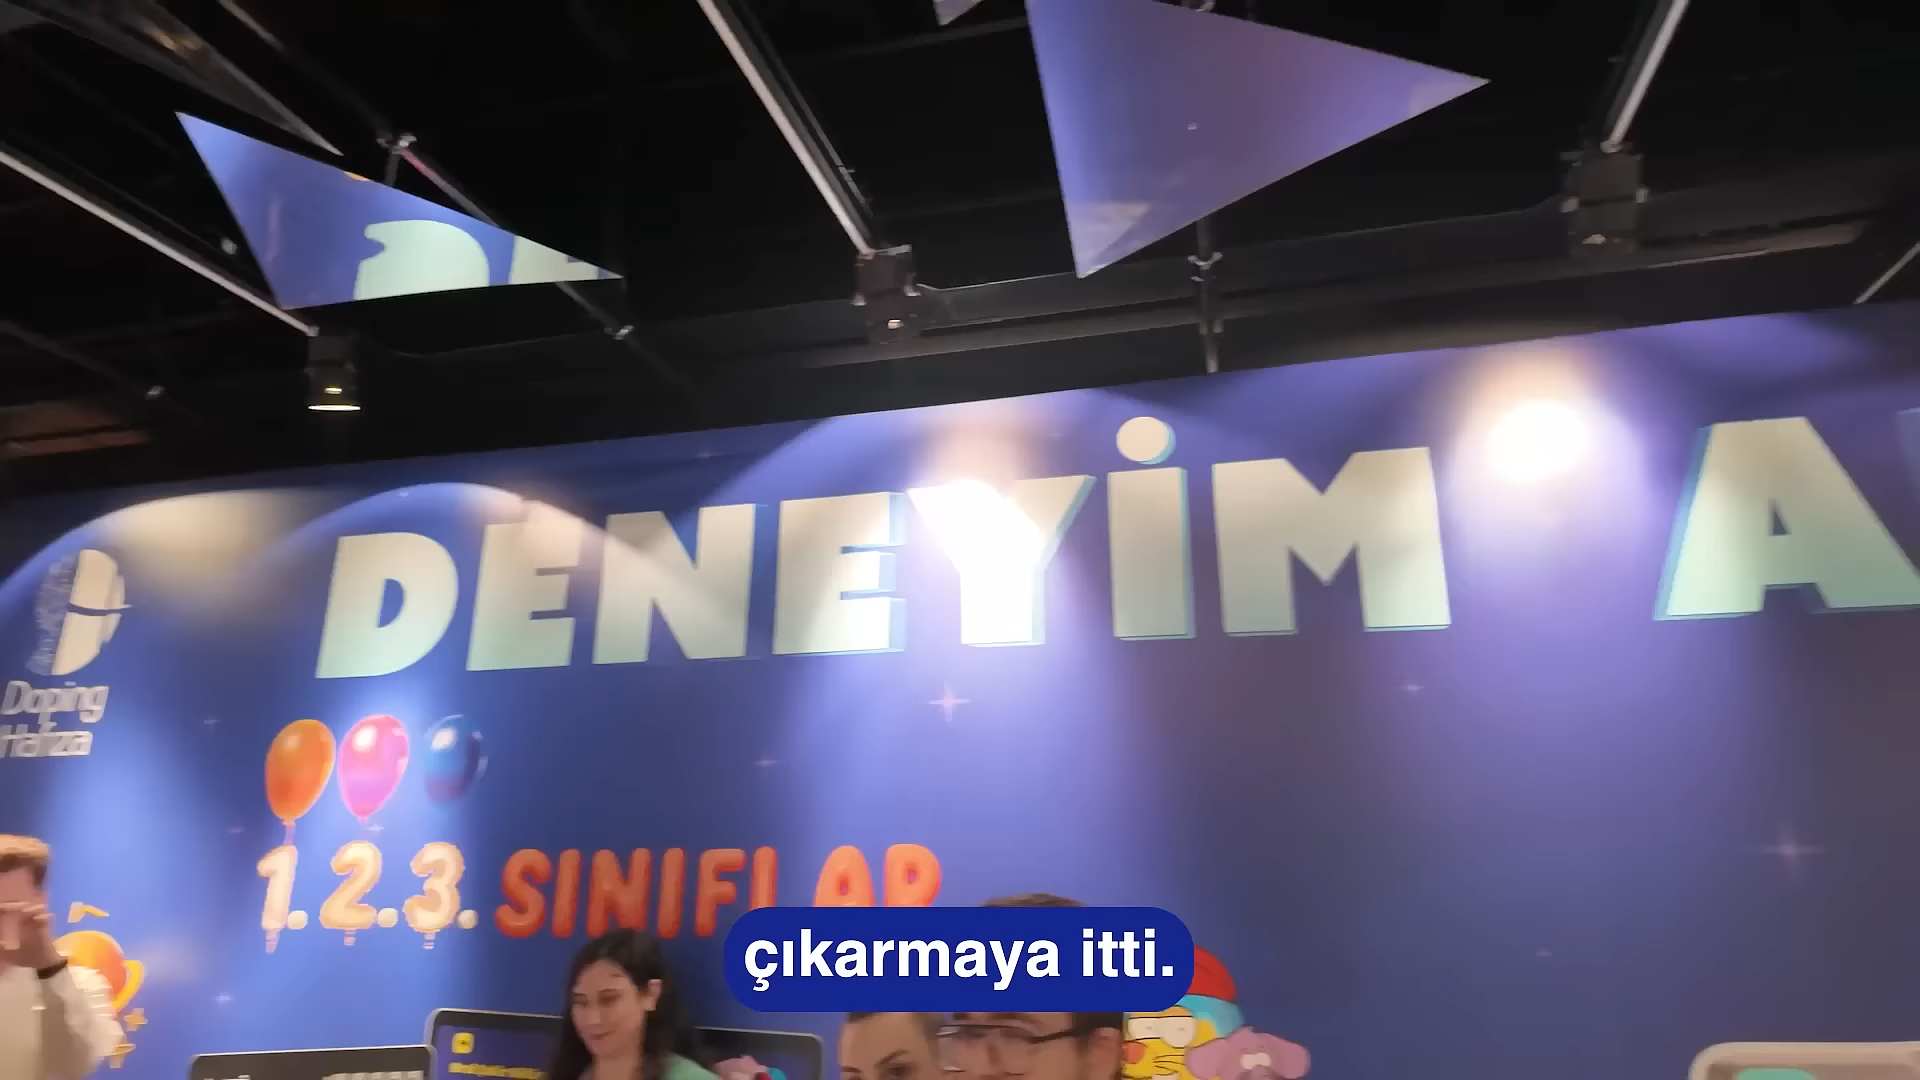 DENEYİM
Doping
Hafıza
1.2.3. SINIFLAR
çıkarmaya itti.